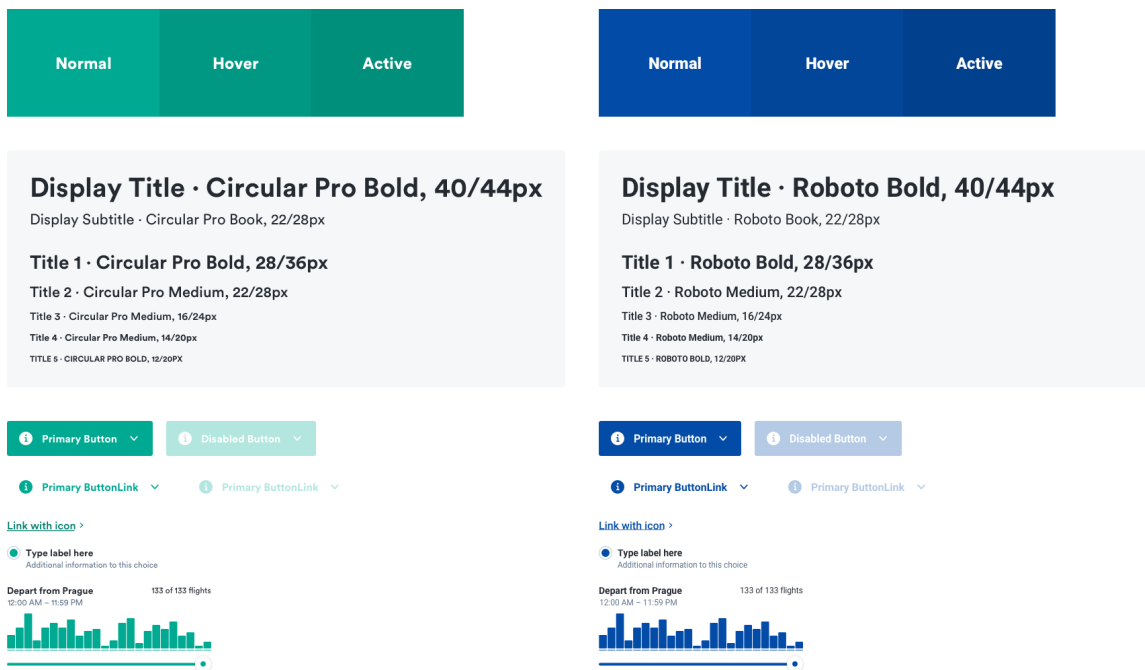 Normal Hover Active
Normal Hover Active
Display Title · Circular Pro Bold, 40/44px
Display Subtitle · Circular Pro Book, 22/28px
Title 1 · Circular Pro Bold, 28/36px
Title 2 · Circular Pro Medium, 22/28px
Title 3 · Circular Pro Medium, 16/24px
Title 4 · Circular Pro Medium, 14/20px
TITLE 5 · CIRCULAR PRO BOLD, 12/20PX
Display Title · Roboto Bold, 40/44px
Display Subtitle · Roboto Book, 22/28px
Title 1 · Roboto Bold, 28/36px
Title 2 · Roboto Medium, 22/28px
Title 3 · Roboto Medium, 16/24px
Title 4 · Roboto Medium, 14/20px
TITLE 5 · ROBOTO BOLD, 12/20PX
Primary Button Disabled Button
Primary ButtonLink Primary ButtonLink
Link with icon
Type label here
Additional information to this choice
Depart from Prague 133 of 133 flights
12:00 AM – 11:59 PM
Primary Button Disabled Button
Primary ButtonLink Primary ButtonLink
Link with icon
Type label here
Additional information to this choice
Depart from Prague 133 of 133 flights
12:00 AM – 11:59 PM